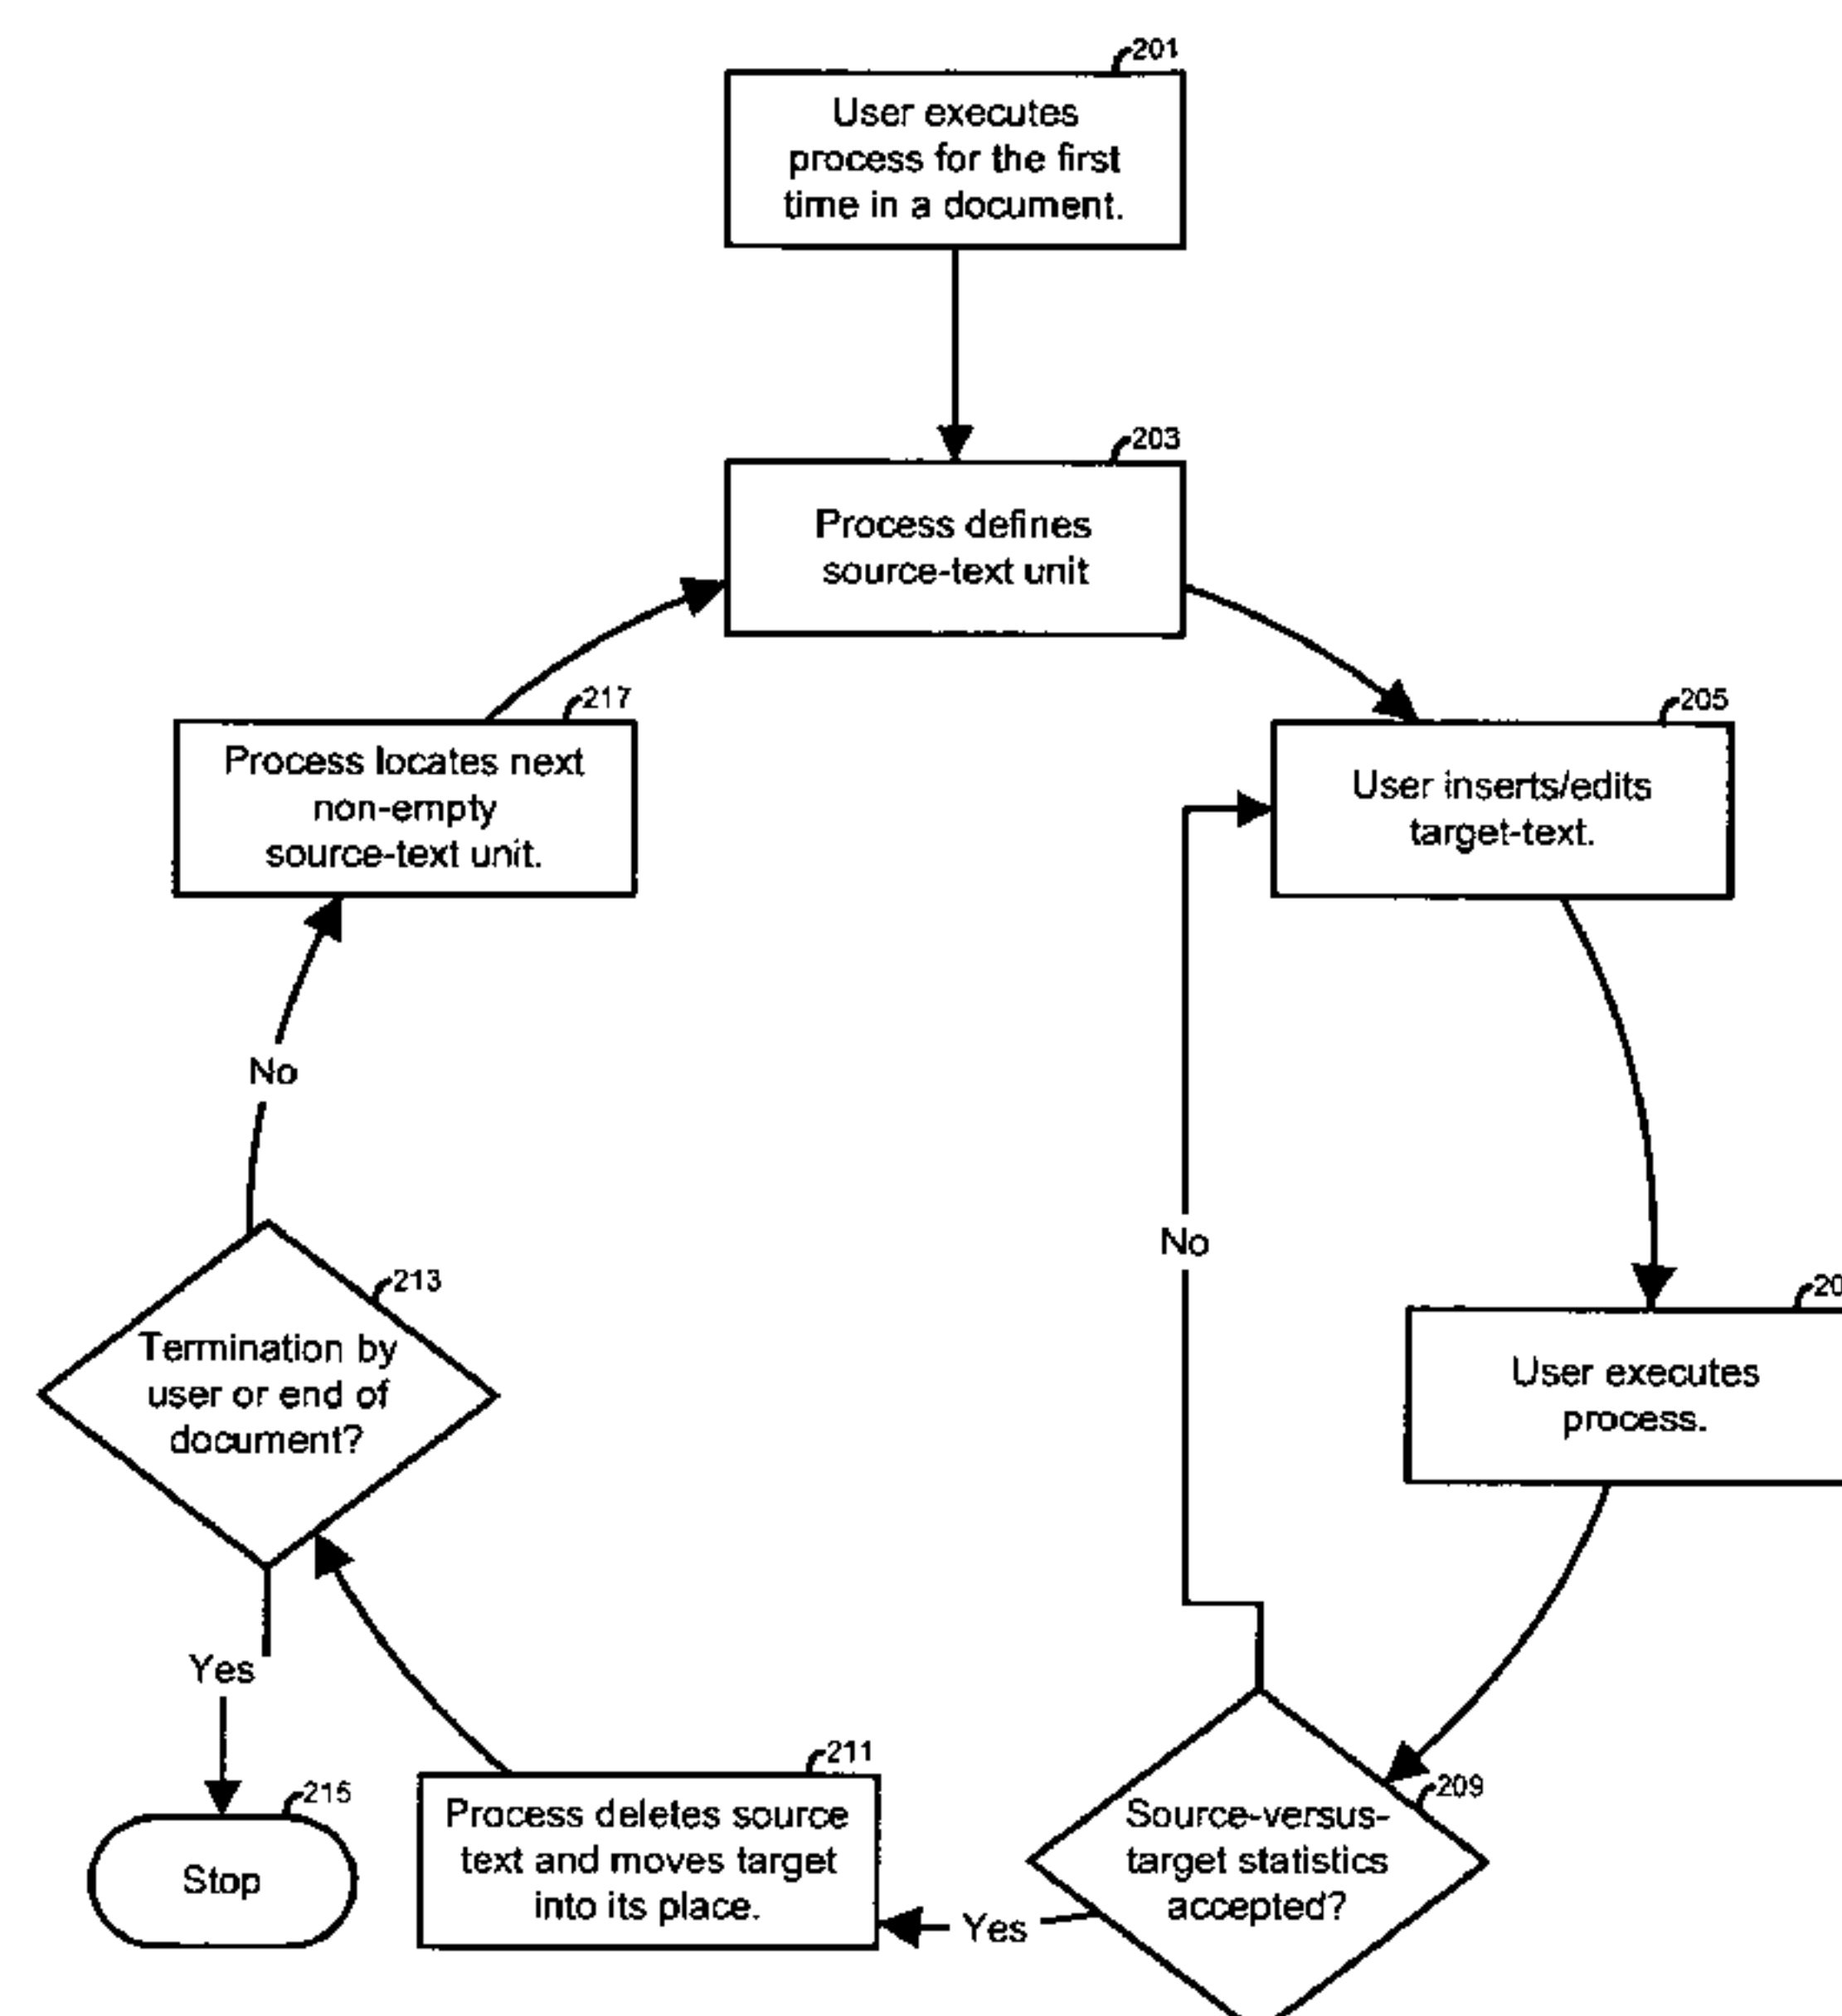 201
User executes
process for the first
time in a document.
203
Process defines
source-text unit
217
Process locates next
non-empty
source-text unit.
205
User inserts/edits
target-text.
No
No
213
Termination by
user or end of
document?
20
User executes
process.
Yes
211
Process deletes source
text and moves target
into its place.
209
Source-versus-
target statistics
accepted?
Yes
215
Stop